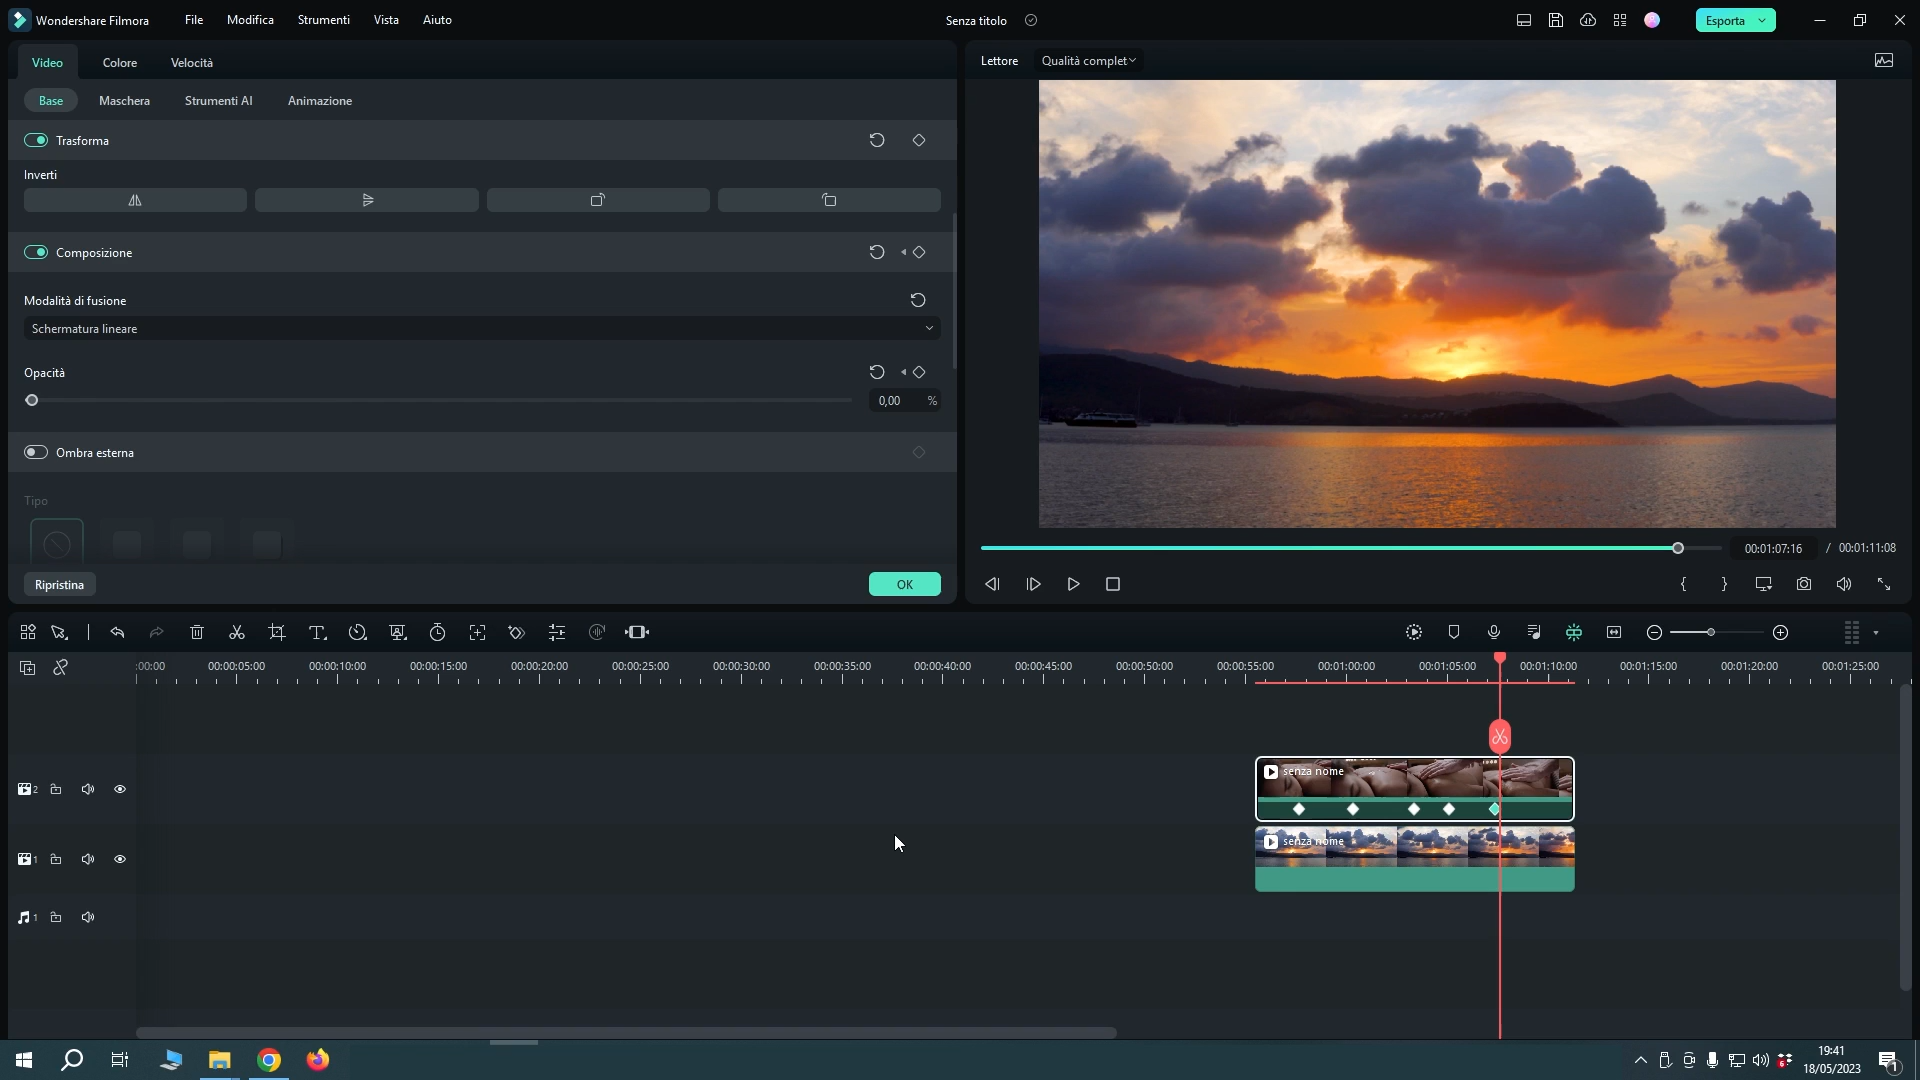 Wondershare Filmora File Modifica Strumenti Vista Aiuto Senza titolo Esporta
Video Colore Velocità
Base Maschera Strumenti AI Animazione
Trasforma
Inverti
Composizione
Modalità di fusione
Schermatura lineare
Opacità
0,00 %
Ombra esterna
Tipo
Ripristina OK
Lettore Qualità complet
00:01:07:16 / 00:01:11:08
:00:00 00:00:05:00 00:00:10:00 00:00:15:00 00:00:20:00 00:00:25:00 00:00:30:00 00:00:35:00 00:00:40:00 00:00:45:00 00:00:50:00 00:00:55:00 00:01:00:00 00:01:05:00 00:01:10:00 00:01:15:00 00:01:20:00 00:01:25:00
2 senza nome
1 senza nome
1
19:41
18/05/2023
6
1